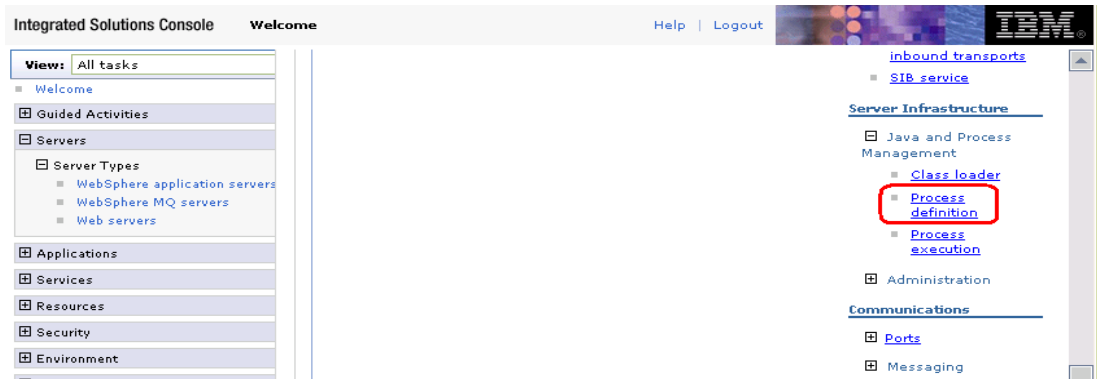 Integrated Solutions Console Welcome Help | Logout IBM®
View: All tasks
Welcome
Guided Activities
Servers
Server Types
WebSphere application servers
WebSphere MQ servers
Web servers
Applications
Services
Resources
Security
Environment
inbound transports
SIB service
Server Infrastructure
Java and Process
Management
Class loader
Process
definition
Process
execution
Administration
Communications
Ports
Messaging